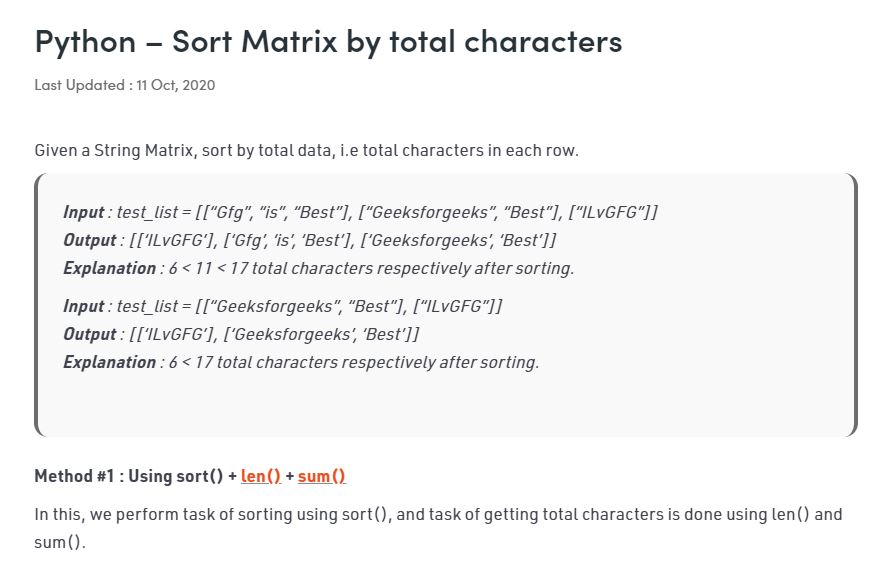 Python – Sort Matrix by total characters
Last Updated : 11 Oct, 2020
Given a String Matrix, sort by total data, i.e total characters in each row.
Input : test_list = [[“Gfg”, “is”, “Best”], [“Geeksforgeeks”, “Best”], [“ILvGFG”]]
Output : [[‘ILvGFG’], [‘Gfg’, ‘is’, ‘Best’], [‘Geeksforgeeks’, ‘Best’]]
Explanation : 6 < 11 < 17 total characters respectively after sorting.
Input : test_list = [[“Geeksforgeeks”, “Best”], [“ILvGFG”]]
Output : [[‘ILvGFG’], [‘Geeksforgeeks’, ‘Best’]]
Explanation : 6 < 17 total characters respectively after sorting.
Method #1 : Using sort() + len() + sum()
In this, we perform task of sorting using sort(), and task of getting total characters is done using len() and
sum().